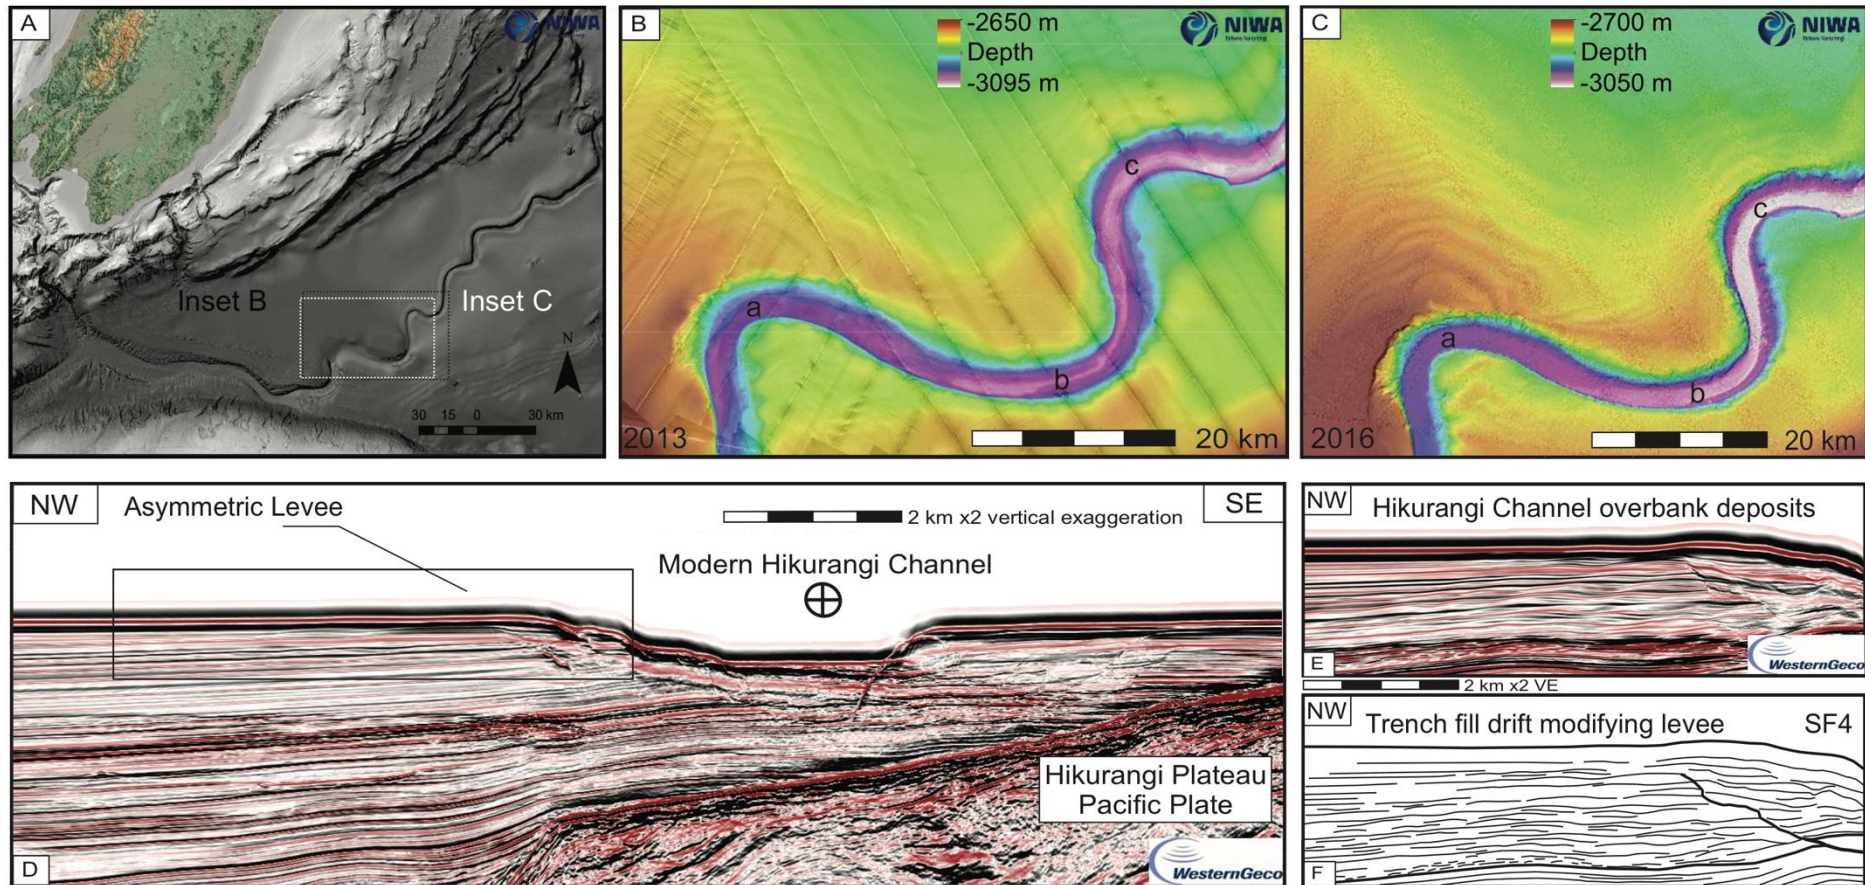 A
NIWA
Inset B
Inset C
N
30 15 0 30 km
B
-2650 m
Depth
-3095 m
NIWA
a
b
c
2013
20 km
C
-2700 m
Depth
-3050 m
NIWA
a
b
c
2016
20 km
NW
Asymmetric Levee
2 km x2 vertical exaggeration
SE
Modern Hikurangi Channel
Hikurangi Plateau
Pacific Plate
D
WesternGeco
NW
Hikurangi Channel overbank deposits
E
WesternGeco
2 km x2 VE
NW
Trench fill drift modifying levee
SF4
F